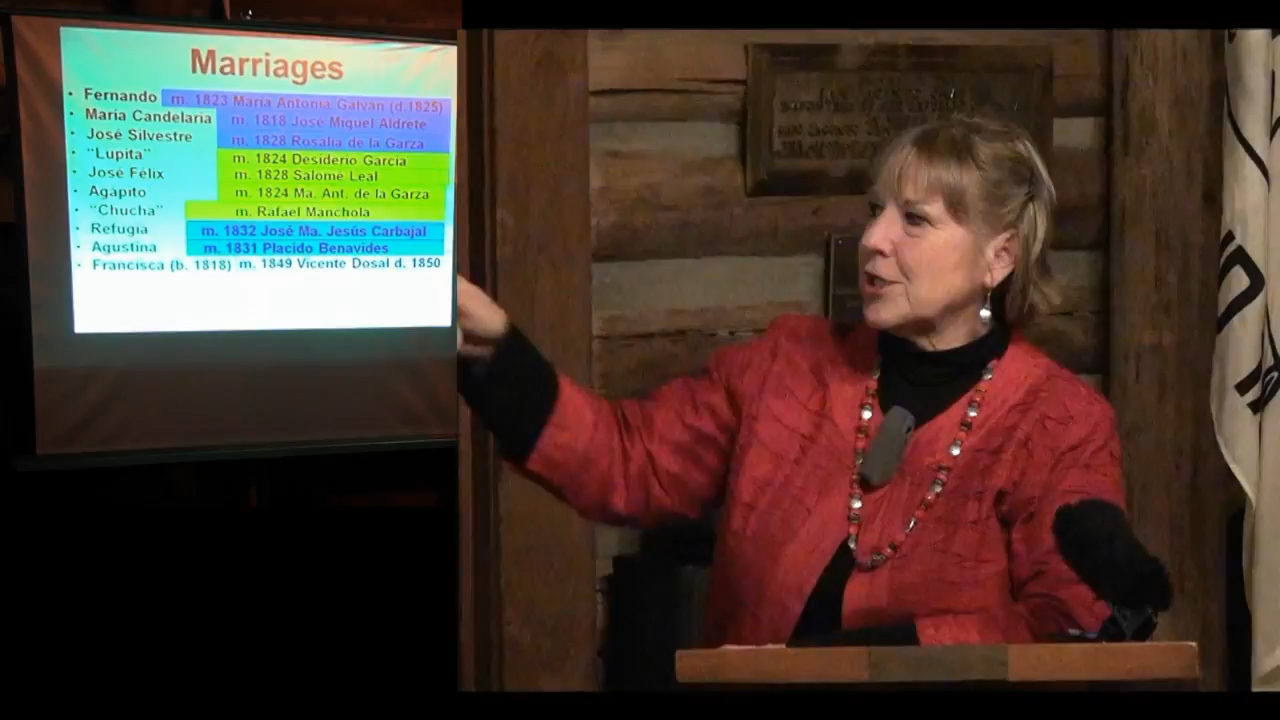 Marriages
• Fernando m. 1823 María Antonia Galván (d.1825)
• María Candelaria m. 1818 José Miquel Aldrete
• José Silvestre m. 1828 Rosalía de la Garza
• "Lupita" m. 1824 Desiderio García
• José Félix m. 1828 Salomé Leal
• Agápito m. 1824 Ma. Ant. de la Garza
• "Chucha" m. Rafael Manchola
• Refugia m. 1832 José Ma. Jesús Carbajal
• Agustina m. 1831 Placido Benavides
• Francisca (b. 1818) m. 1849 Vicente Dosal d. 1850